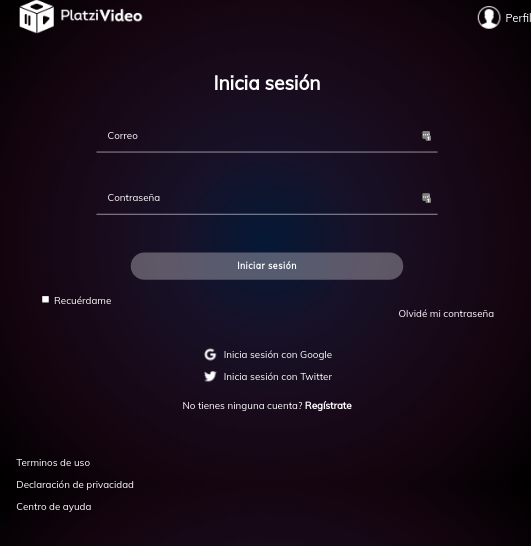 PlatziVideo
Perfil
Inicia sesión
Correo
Contraseña
Iniciar sesión
Recuérdame
Olvidé mi contraseña
Inicia sesión con Google
Inicia sesión con Twitter
No tienes ninguna cuenta? Regístrate
Terminos de uso
Declaración de privacidad
Centro de ayuda